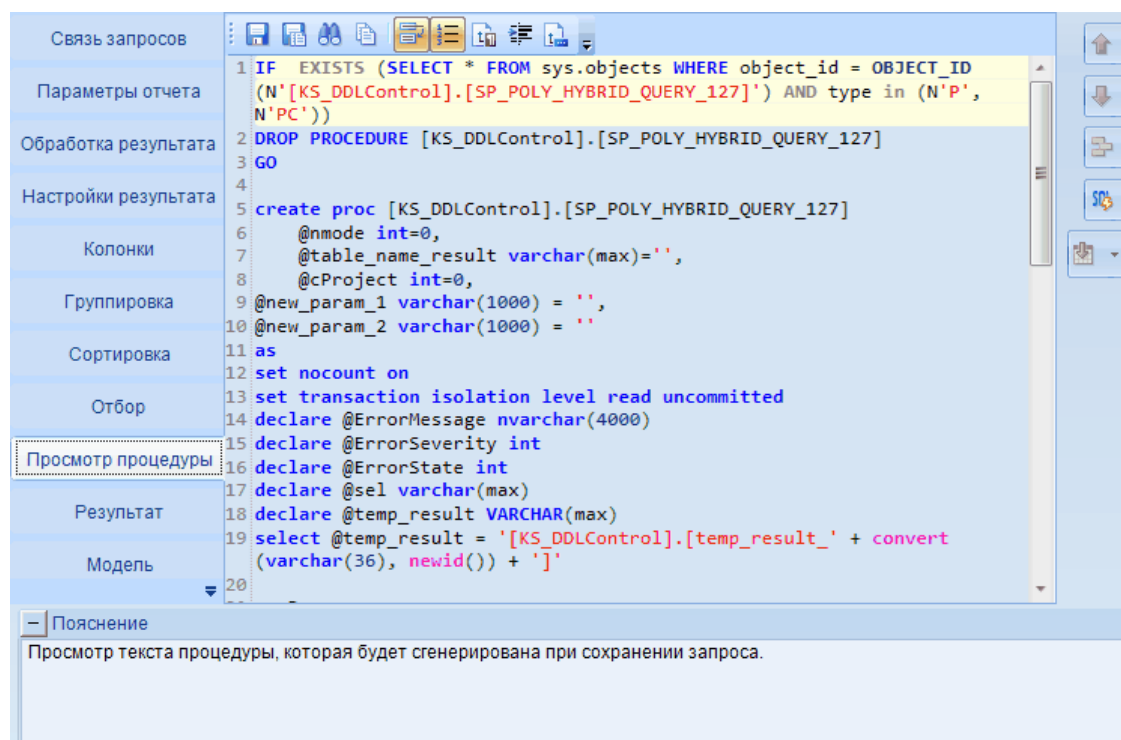 Связь запросов
Параметры отчета
Обработка результата
Настройки результата
Колонки
Группировка
Сортировка
Отбор
Просмотр процедуры
Результат
Модель
1 IF  EXISTS (SELECT * FROM sys.objects WHERE object_id = OBJECT_ID
(N'[KS_DDLControl].[SP_POLY_HYBRID_QUERY_127]') AND type in (N'P',
N'PC'))
2 DROP PROCEDURE [KS_DDLControl].[SP_POLY_HYBRID_QUERY_127]
3 GO
4
5 create proc [KS_DDLControl].[SP_POLY_HYBRID_QUERY_127]
6     @nmode int=0,
7     @table_name_result varchar(max)='',
8     @cProject int=0,
9 @new_param_1 varchar(1000) = '',
10 @new_param_2 varchar(1000) = ''
11 as
12 set nocount on
13 set transaction isolation level read uncommitted
14 declare @ErrorMessage nvarchar(4000)
15 declare @ErrorSeverity int
16 declare @ErrorState int
17 declare @sel varchar(max)
18 declare @temp_result VARCHAR(max)
19 select @temp_result = '[KS_DDLControl].[temp_result_' + convert
(varchar(36), newid()) + ']'
20
SQL
Пояснение
Просмотр текста процедуры, которая будет сгенерирована при сохранении запроса.